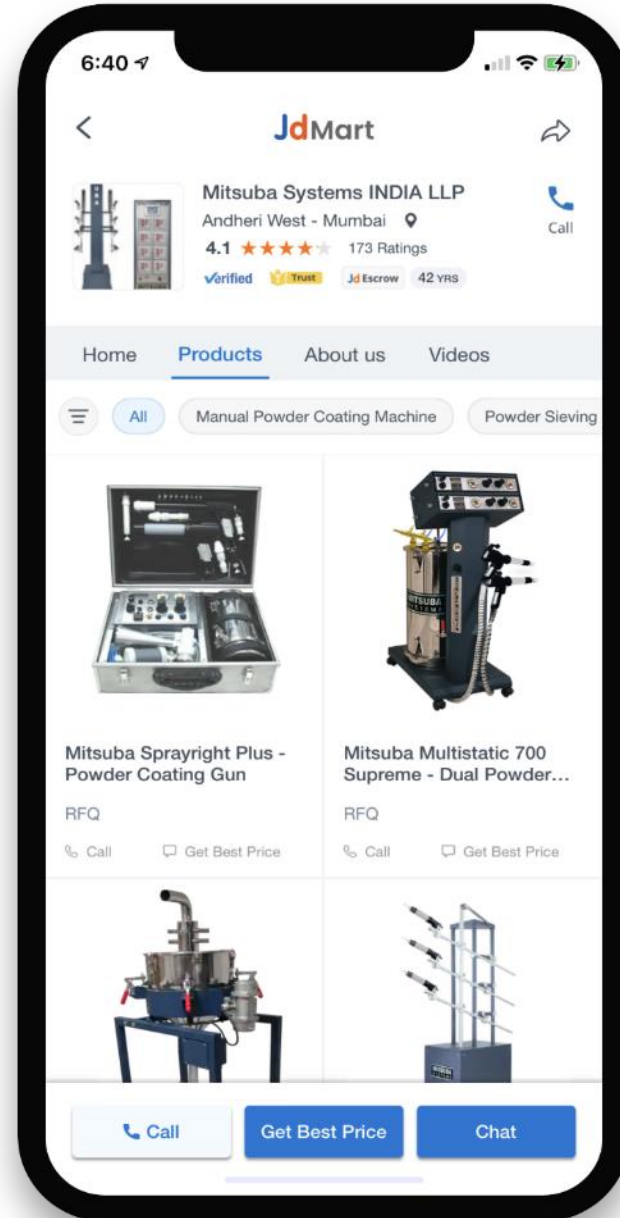 6:40
JdMart
Mitsuba Systems INDIA LLP
Andheri West - Mumbai
Call
4.1 173 Ratings
Verified Trust Jd Escrow 42 YRS
Home Products About us Videos
All Manual Powder Coating Machine Powder Sieving
MITSUBA
SYSTEMS
Mitsuba Sprayright Plus -
Powder Coating Gun
RFQ
Call Get Best Price
Mitsuba Multistatic 700
Supreme - Dual Powder...
RFQ
Call Get Best Price
Call Get Best Price Chat